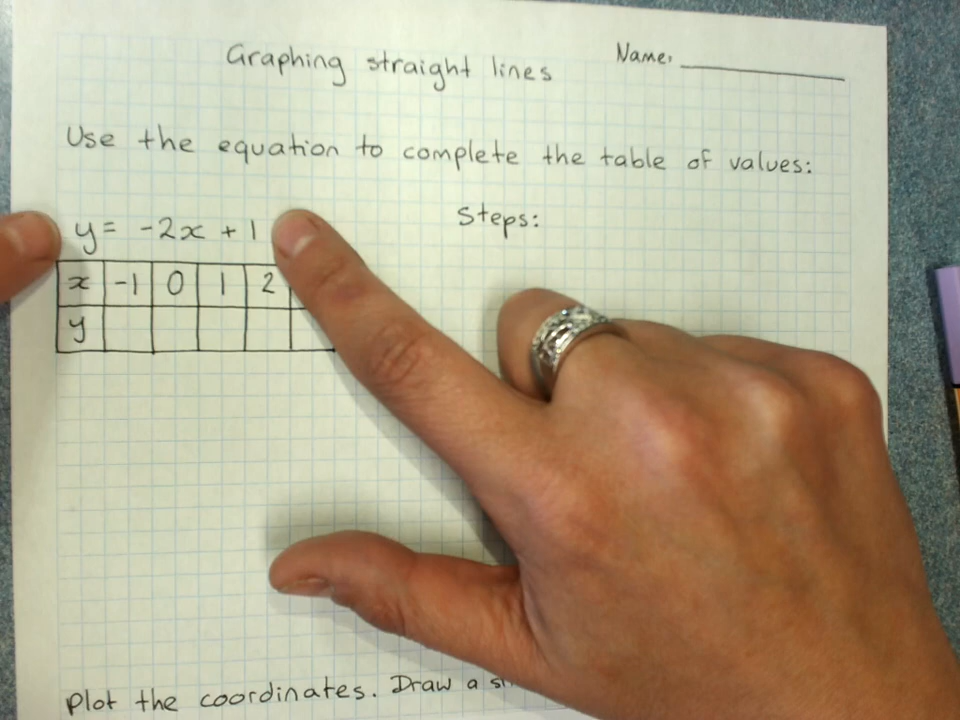 Graphing straight lines
Name: ___________
Use the equation to complete the table of values:
y = -2x + 1
Steps:
x -1 0 1 2
y
Plot the coordinates. Draw a